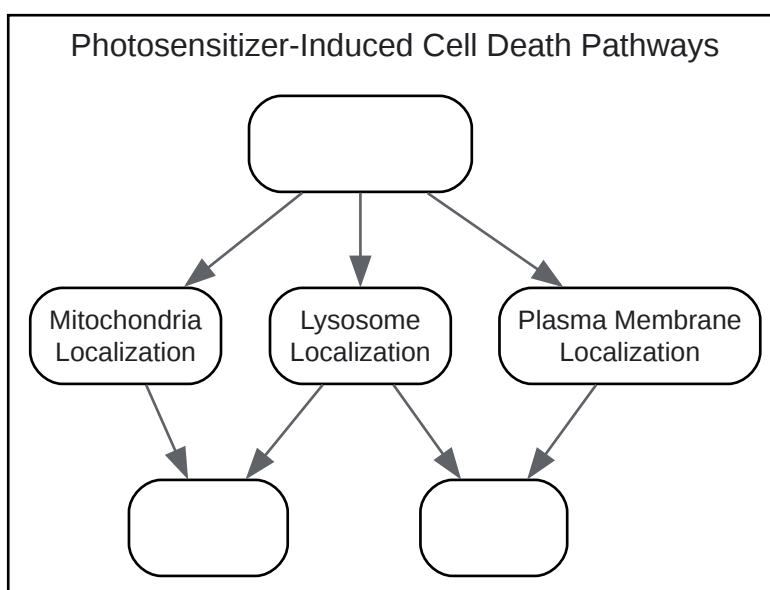 Photosensitizer-Induced Cell Death Pathways
Mitochondria
Localization
Lysosome
Localization
Plasma Membrane
Localization